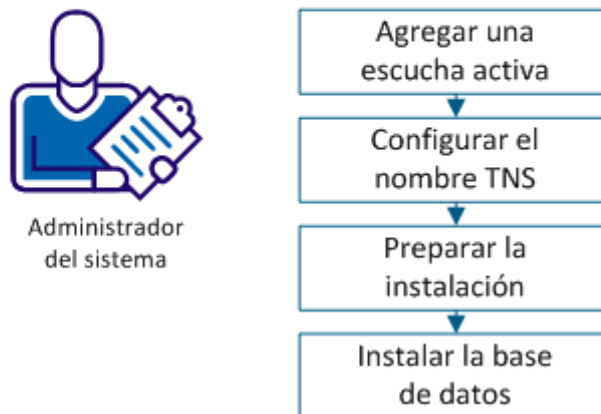 Administrador
del sistema
Agregar una
escucha activa
Configurar el
nombre TNS
Preparar la
instalación
Instalar la base
de datos